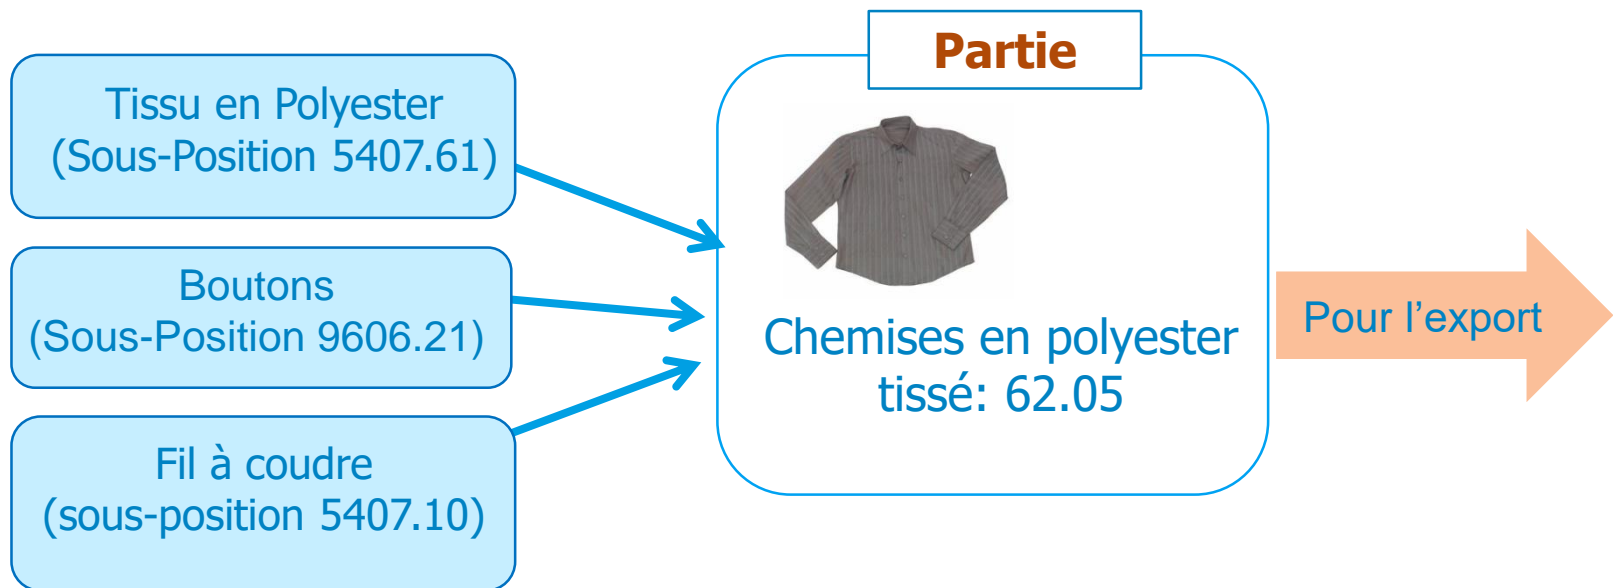 Tissu en Polyester
(Sous-Position 5407.61)
Boutons
(Sous-Position 9606.21)
Fil à coudre
(sous-position 5407.10)
Partie
Chemises en polyester
tissé: 62.05
Pour l’export